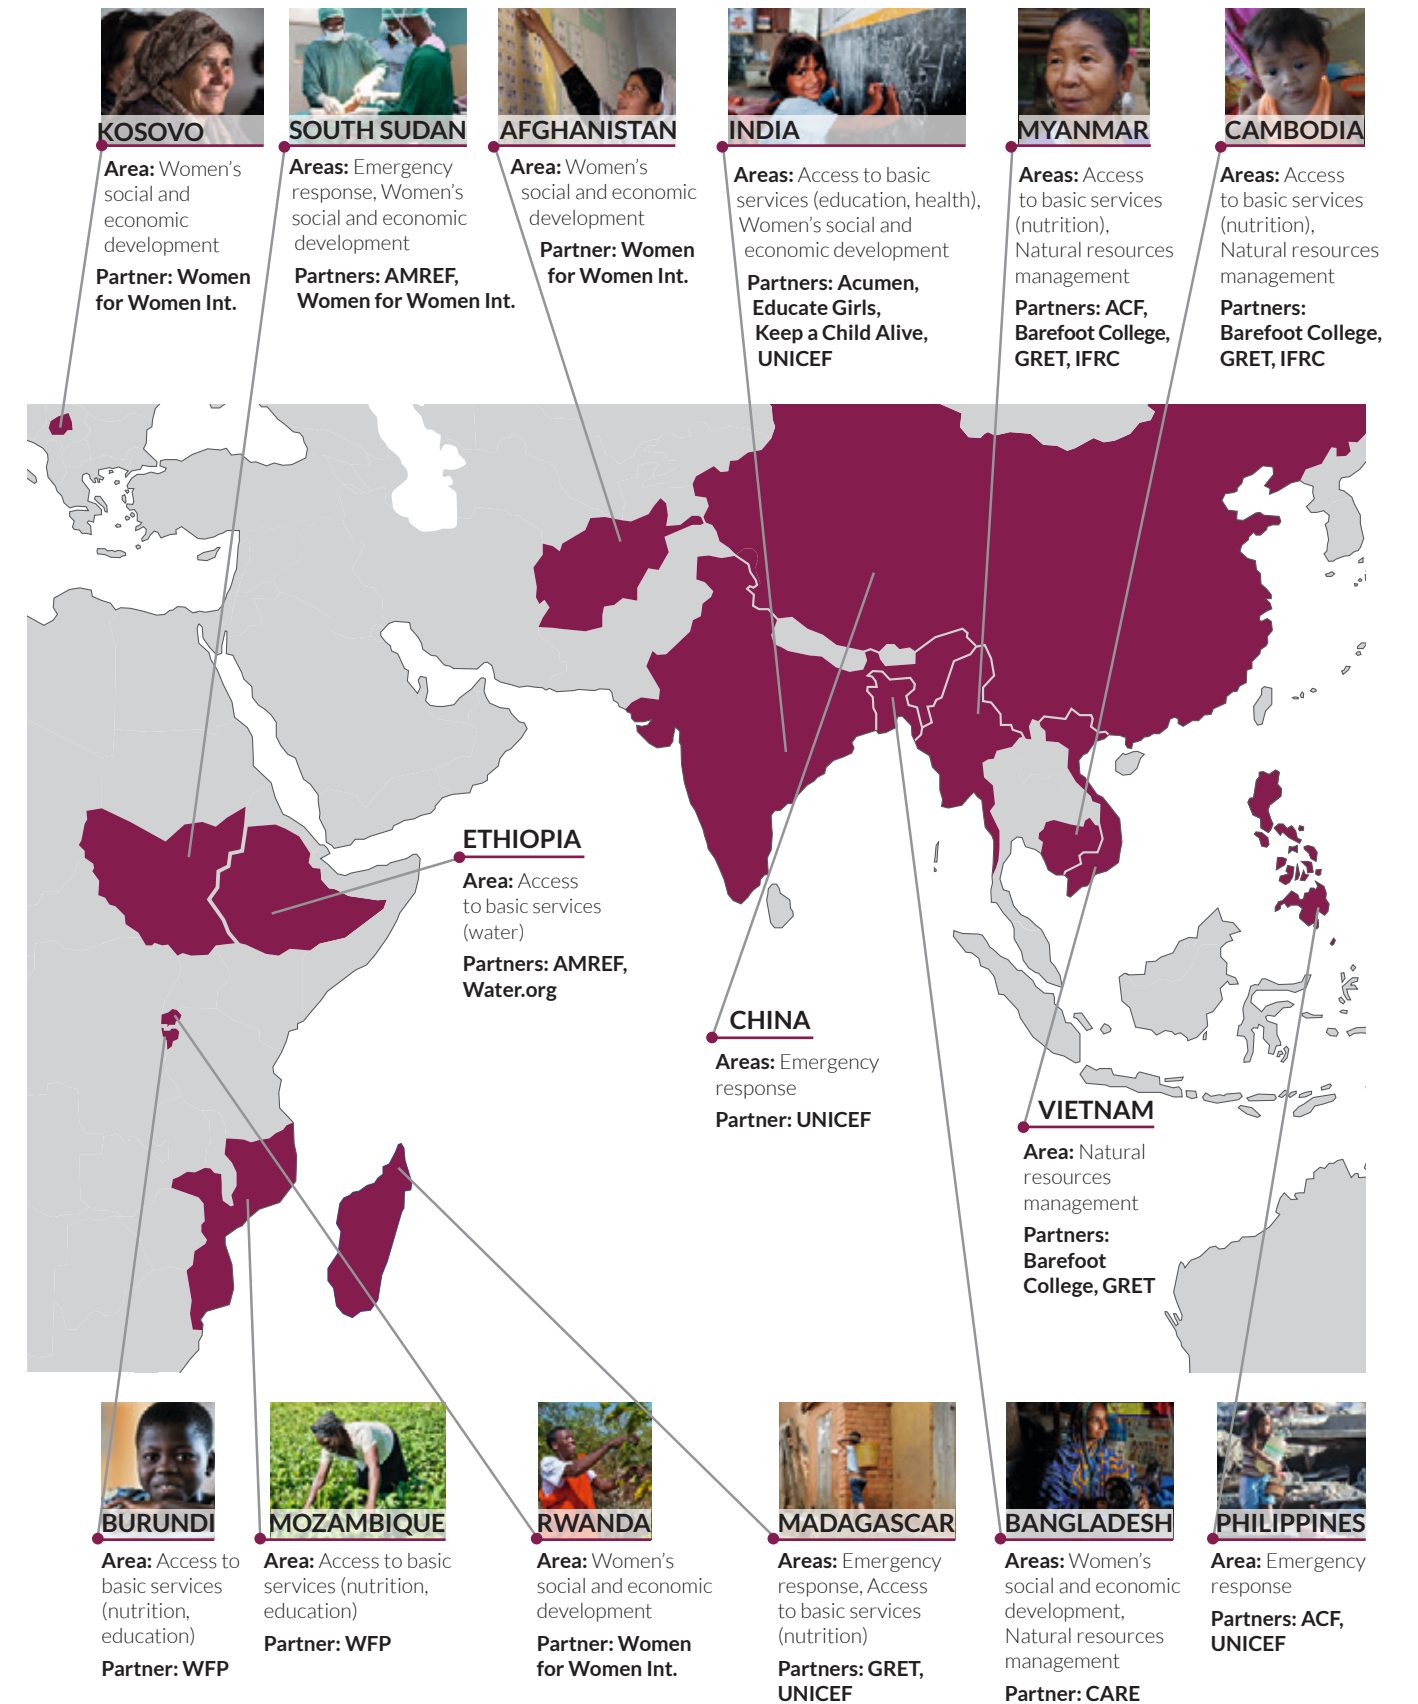 KOSOVO
Area: Women's
social and
economic
development
Partner: Women
for Women Int.
SOUTH SUDAN
Areas: Emergency
response, Women's
social and economic
development
Partners: AMREF,
Women for Women Int.
AFGHANISTAN
Area: Women's
social and economic
development
Partner: Women
for Women Int.
INDIA
Areas: Access to basic
services (education, health),
Women's social and
economic development
Partners: Acumen,
Educate Girls,
Keep a Child Alive,
UNICEF
MYANMAR
Areas: Access
to basic services
(nutrition),
Natural resources
management
Partners: ACF,
Barefoot College,
GRET, IFRC
CAMBODIA
Areas: Access
to basic services
(nutrition),
Natural resources
management
Partners:
Barefoot College,
GRET, IFRC
ETHIOPIA
Area: Access
to basic services
(water)
Partners: AMREF,
Water.org
CHINA
Areas: Emergency
response
Partner: UNICEF
VIETNAM
Area: Natural
resources
management
Partners:
Barefoot
College, GRET
BURUNDI
Area: Access to
basic services
(nutrition,
education)
Partner: WFP
MOZAMBIQUE
Area: Access to basic
services (nutrition,
education)
Partner: WFP
RWANDA
Area: Women's
social and economic
development
Partner: Women
for Women Int.
MADAGASCAR
Areas: Emergency
response, Access
to basic services
(nutrition)
Partners: GRET,
UNICEF
BANGLADESH
Areas: Women's
social and economic
development,
Natural resources
management
Partner: CARE
PHILIPPINES
Area: Emergency
response
Partners: ACF,
UNICEF